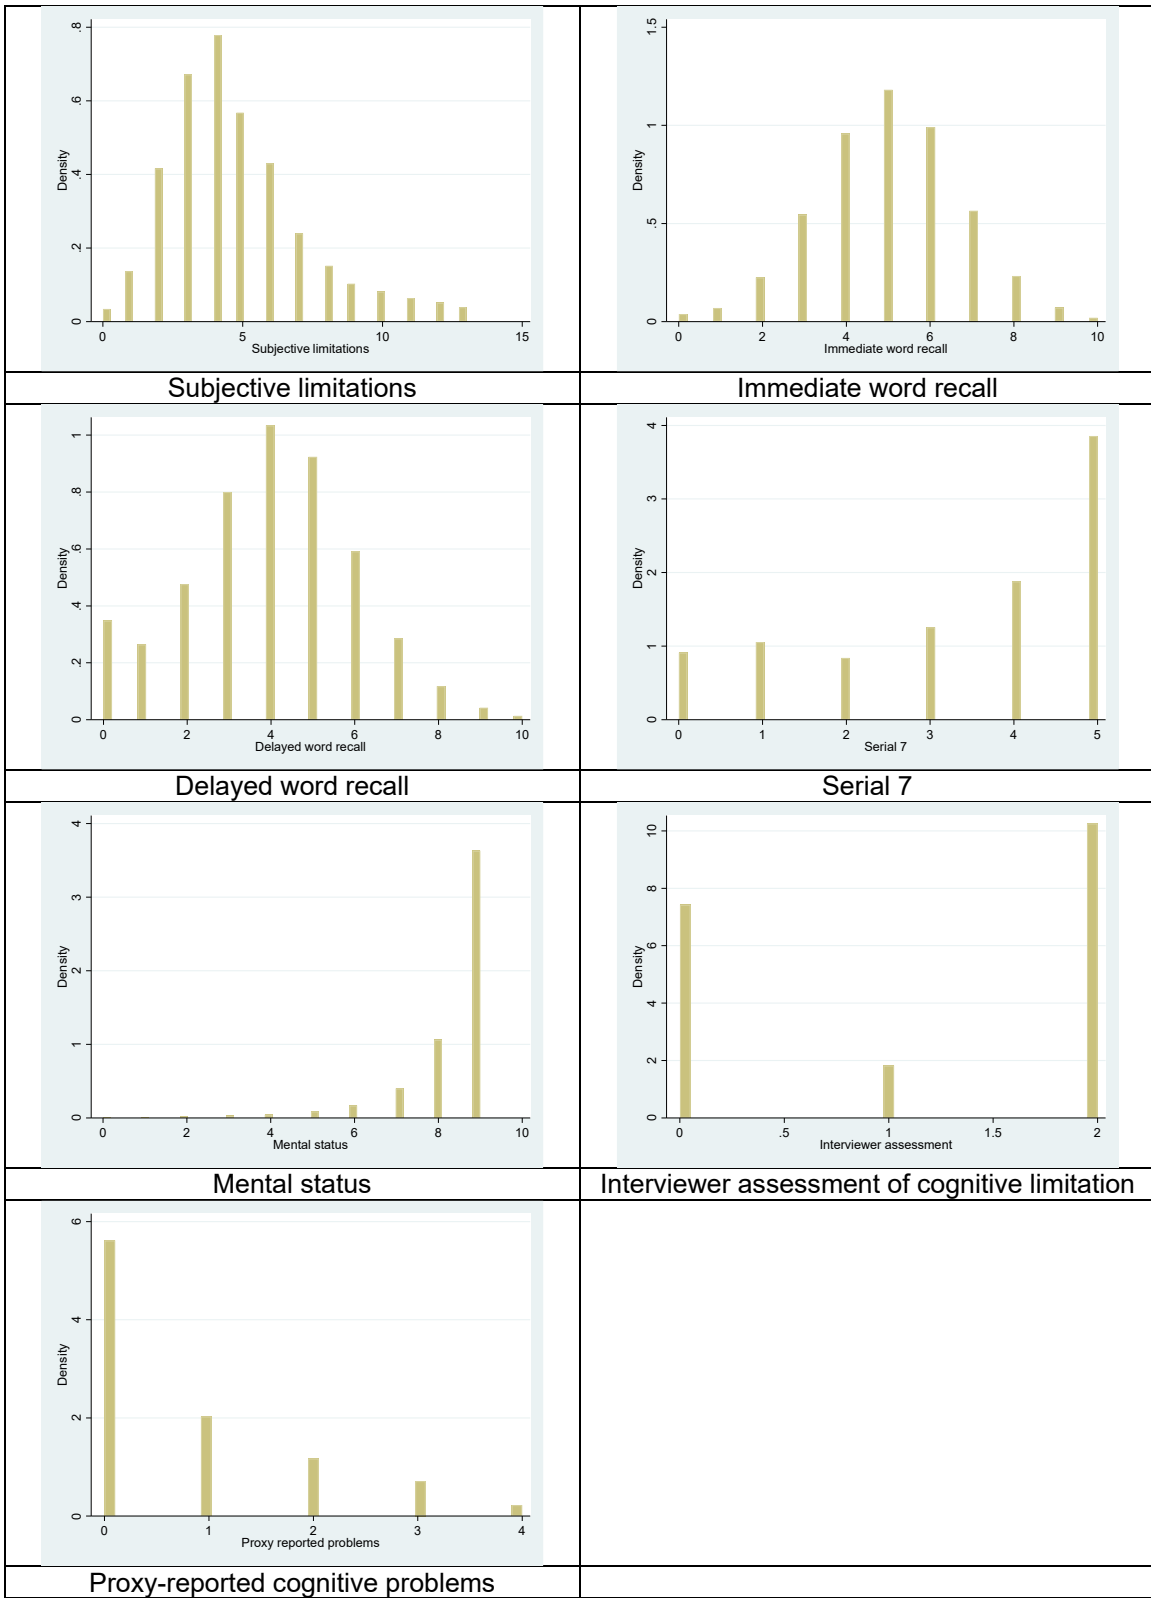 Density
0 .2 .4 .6 .8
0 5 10 15
Subjective limitations
Subjective limitations
Density
0 .5 1 1.5
0 2 4 6 8 10
Immediate word recall
Immediate word recall
Density
0 .2 .4 .6 .8 1
0 2 4 6 8 10
Delayed word recall
Delayed word recall
Density
0 1 2 3 4
0 1 2 3 4 5
Serial 7
Serial 7
Density
0 1 2 3 4
0 2 4 6 8 10
Mental status
Mental status
Density
0 2 4 6 8 10
0 .5 1 1.5 2
Interviewer assessment
Interviewer assessment of cognitive limitation
Density
0 2 4 6
0 1 2 3 4
Proxy reported problems
Proxy-reported cognitive problems